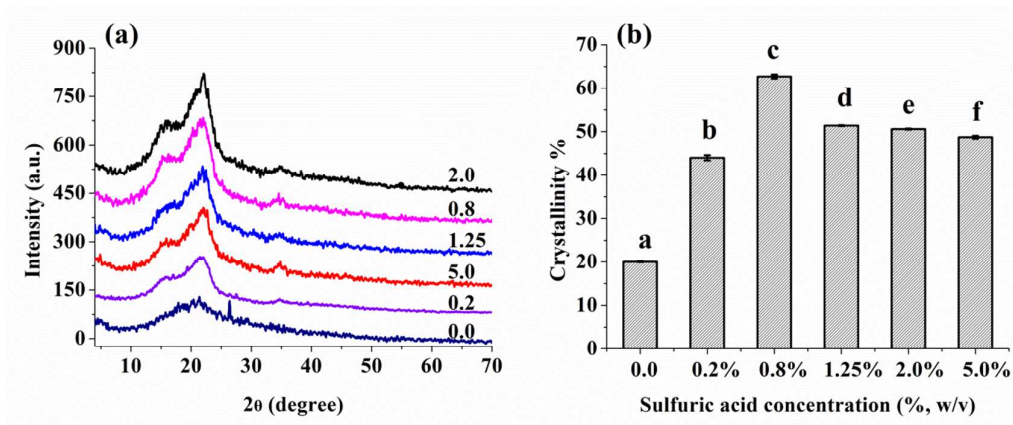 (a)
900
750
600
450
300
150
0
Intensity (a.u.)
2.0
0.8
1.25
5.0
0.2
0.0
10 20 30 40 50 60 70
2θ (degree)
(b)
70
60
50
40
30
20
10
0
Crystallinity %
a
b
c
d
e
f
0.0 0.2% 0.8% 1.25% 2.0% 5.0%
Sulfuric acid concentration (%, w/v)